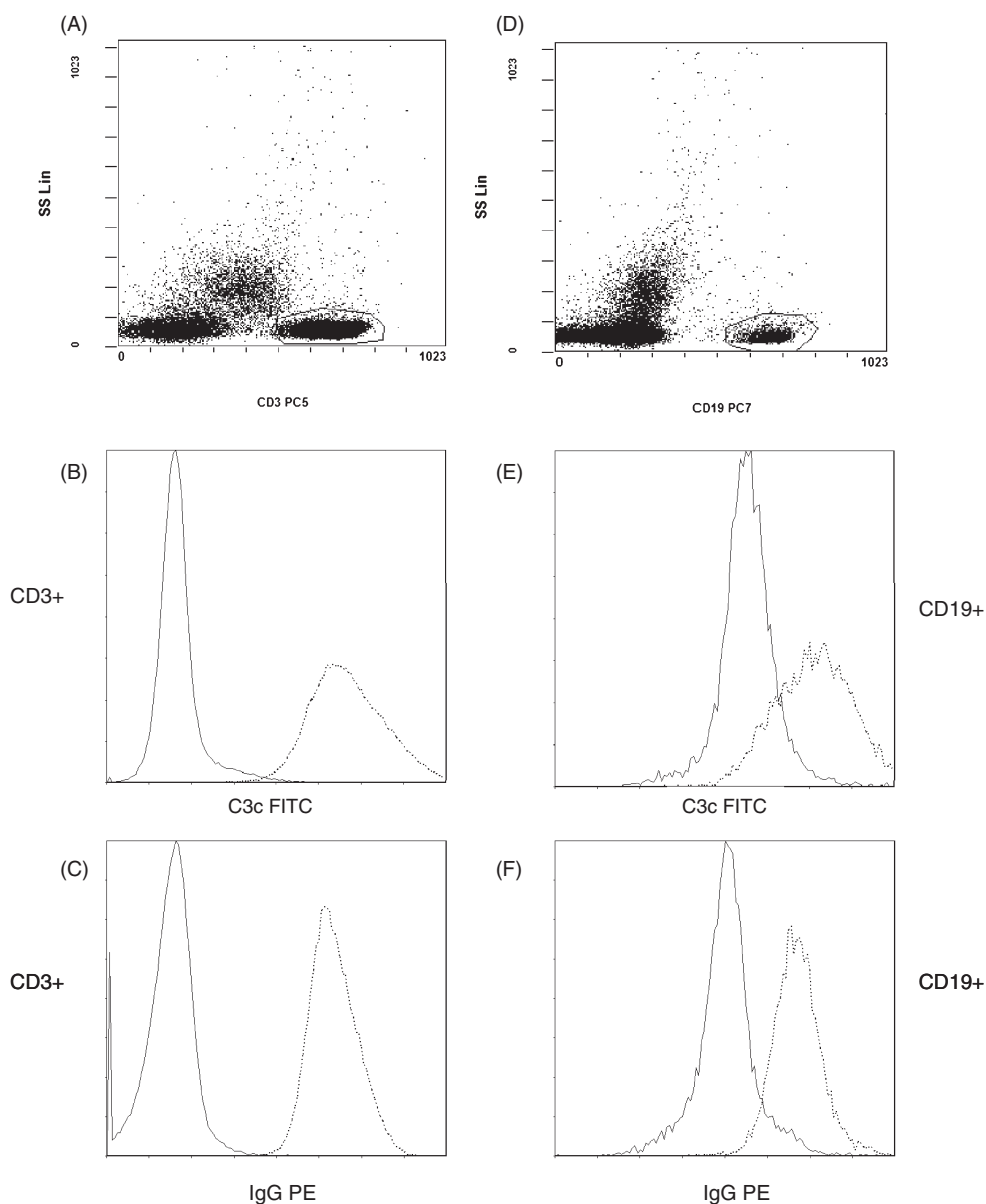 (A)
1023
SS Lin
0
0
1023
CD3 PC5
(D)
1023
SS Lin
0
0
1023
CD19 PC7
(B)
CD3+
C3c FITC
(E)
CD19+
C3c FITC
(C)
CD3+
IgG PE
(F)
CD19+
IgG PE